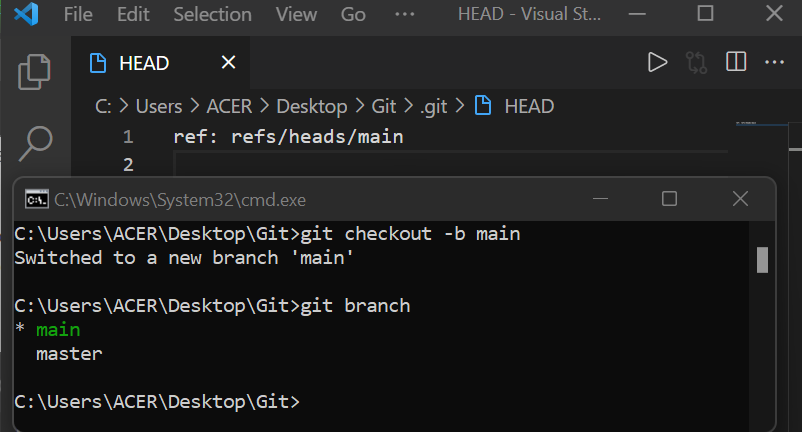 File Edit Selection View Go ··· HEAD - Visual St...
HEAD
C: > Users > ACER > Desktop > Git > .git > HEAD
1 ref: refs/heads/main
2
C:\Windows\System32\cmd.exe
C:\Users\ACER\Desktop\Git>git checkout -b main
Switched to a new branch 'main'
C:\Users\ACER\Desktop\Git>git branch
* main
master
C:\Users\ACER\Desktop\Git>